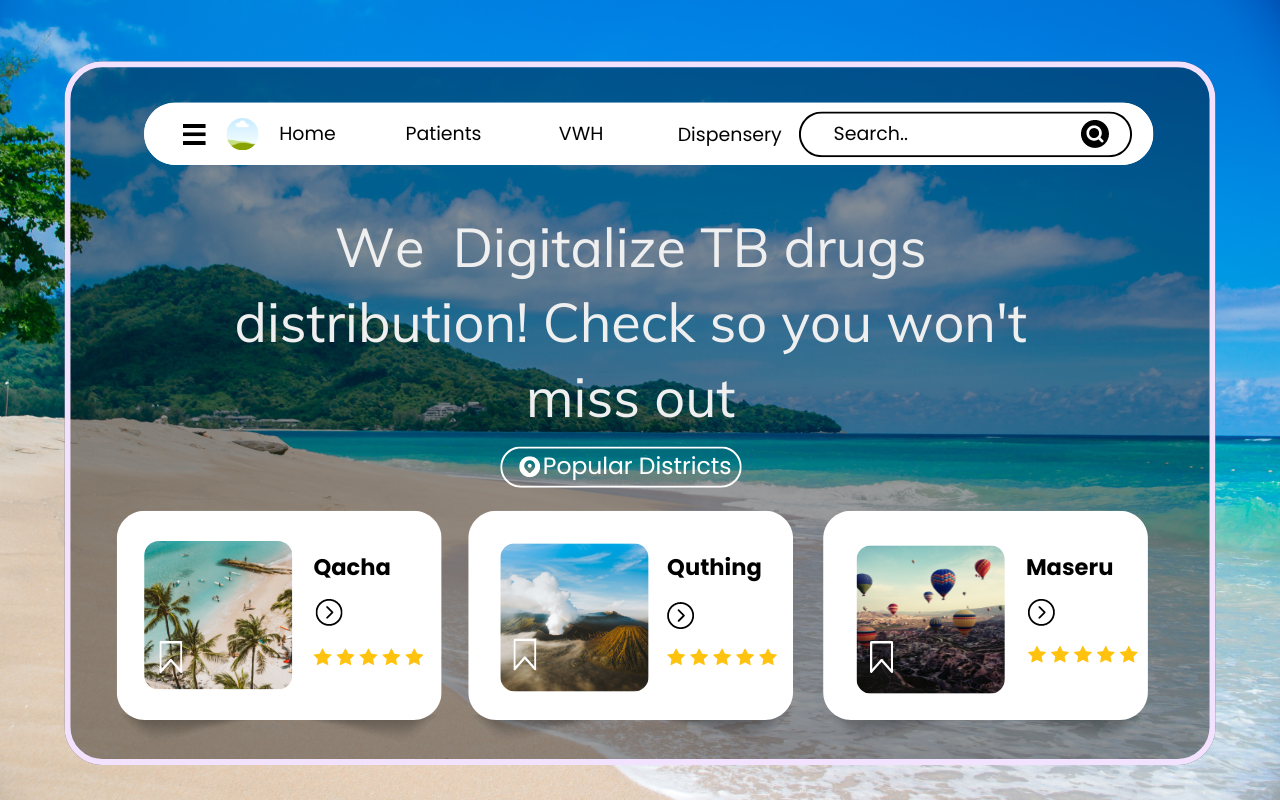 Home Patients VWH Dispensery Search..
We Digitalize TB drugs
distribution! Check so you won't
miss out
Popular Districts
Qacha Quthing Maseru